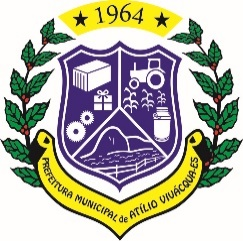 ★ 1964 ★
PREFEITURA MUNICIPAL de ATÍLIO VIVÁCQUA-ES